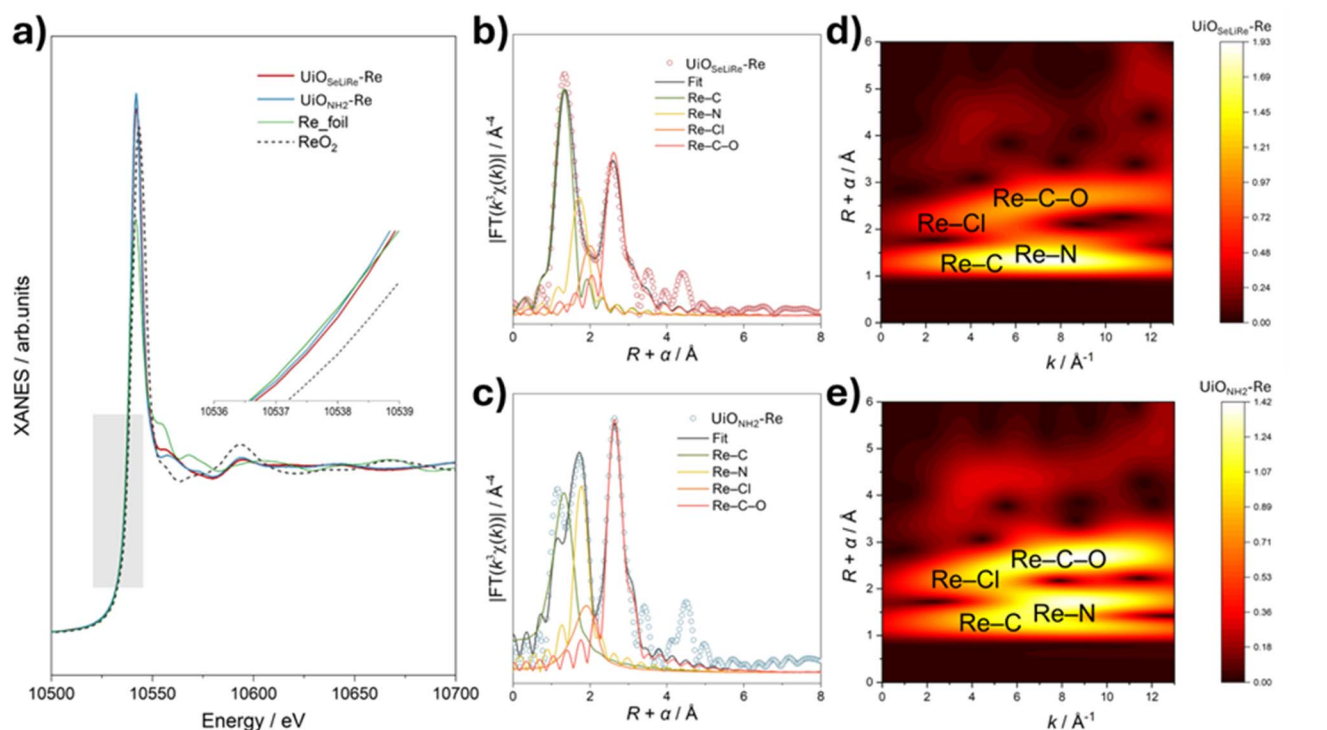 a)
UiOSeLiRe-Re
UiONH2-Re
Re_foil
ReO2
10536 10537 10538 10539
XANES / arb.units
10500 10550 10600 10650 10700
Energy / eV
b)
UiOSeLiRe-Re
Fit
Re–C
Re–N
Re–Cl
Re–C–O
|FT(k³χ(k))| / Å-4
0 2 4 6 8
R + α / Å
c)
UiONH2-Re
Fit
Re–C
Re–N
Re–Cl
Re–C–O
|FT(k³χ(k))| / Å-4
0 2 4 6 8
R + α / Å
d)
UiOSeLiRe-Re
6
5
4
3
2
1
0
R + α / Å
Re–C–O
Re–Cl
Re–C Re–N
0 2 4 6 8 10 12
k / Å-1
1.93
1.69
1.45
1.21
0.97
0.72
0.48
0.24
0.00
e)
UiONH2-Re
6
5
4
3
2
1
0
R + α / Å
Re–C–O
Re–Cl
Re–C Re–N
0 2 4 6 8 10 12
k / Å-1
1.42
1.24
1.07
0.89
0.71
0.53
0.36
0.18
0.00